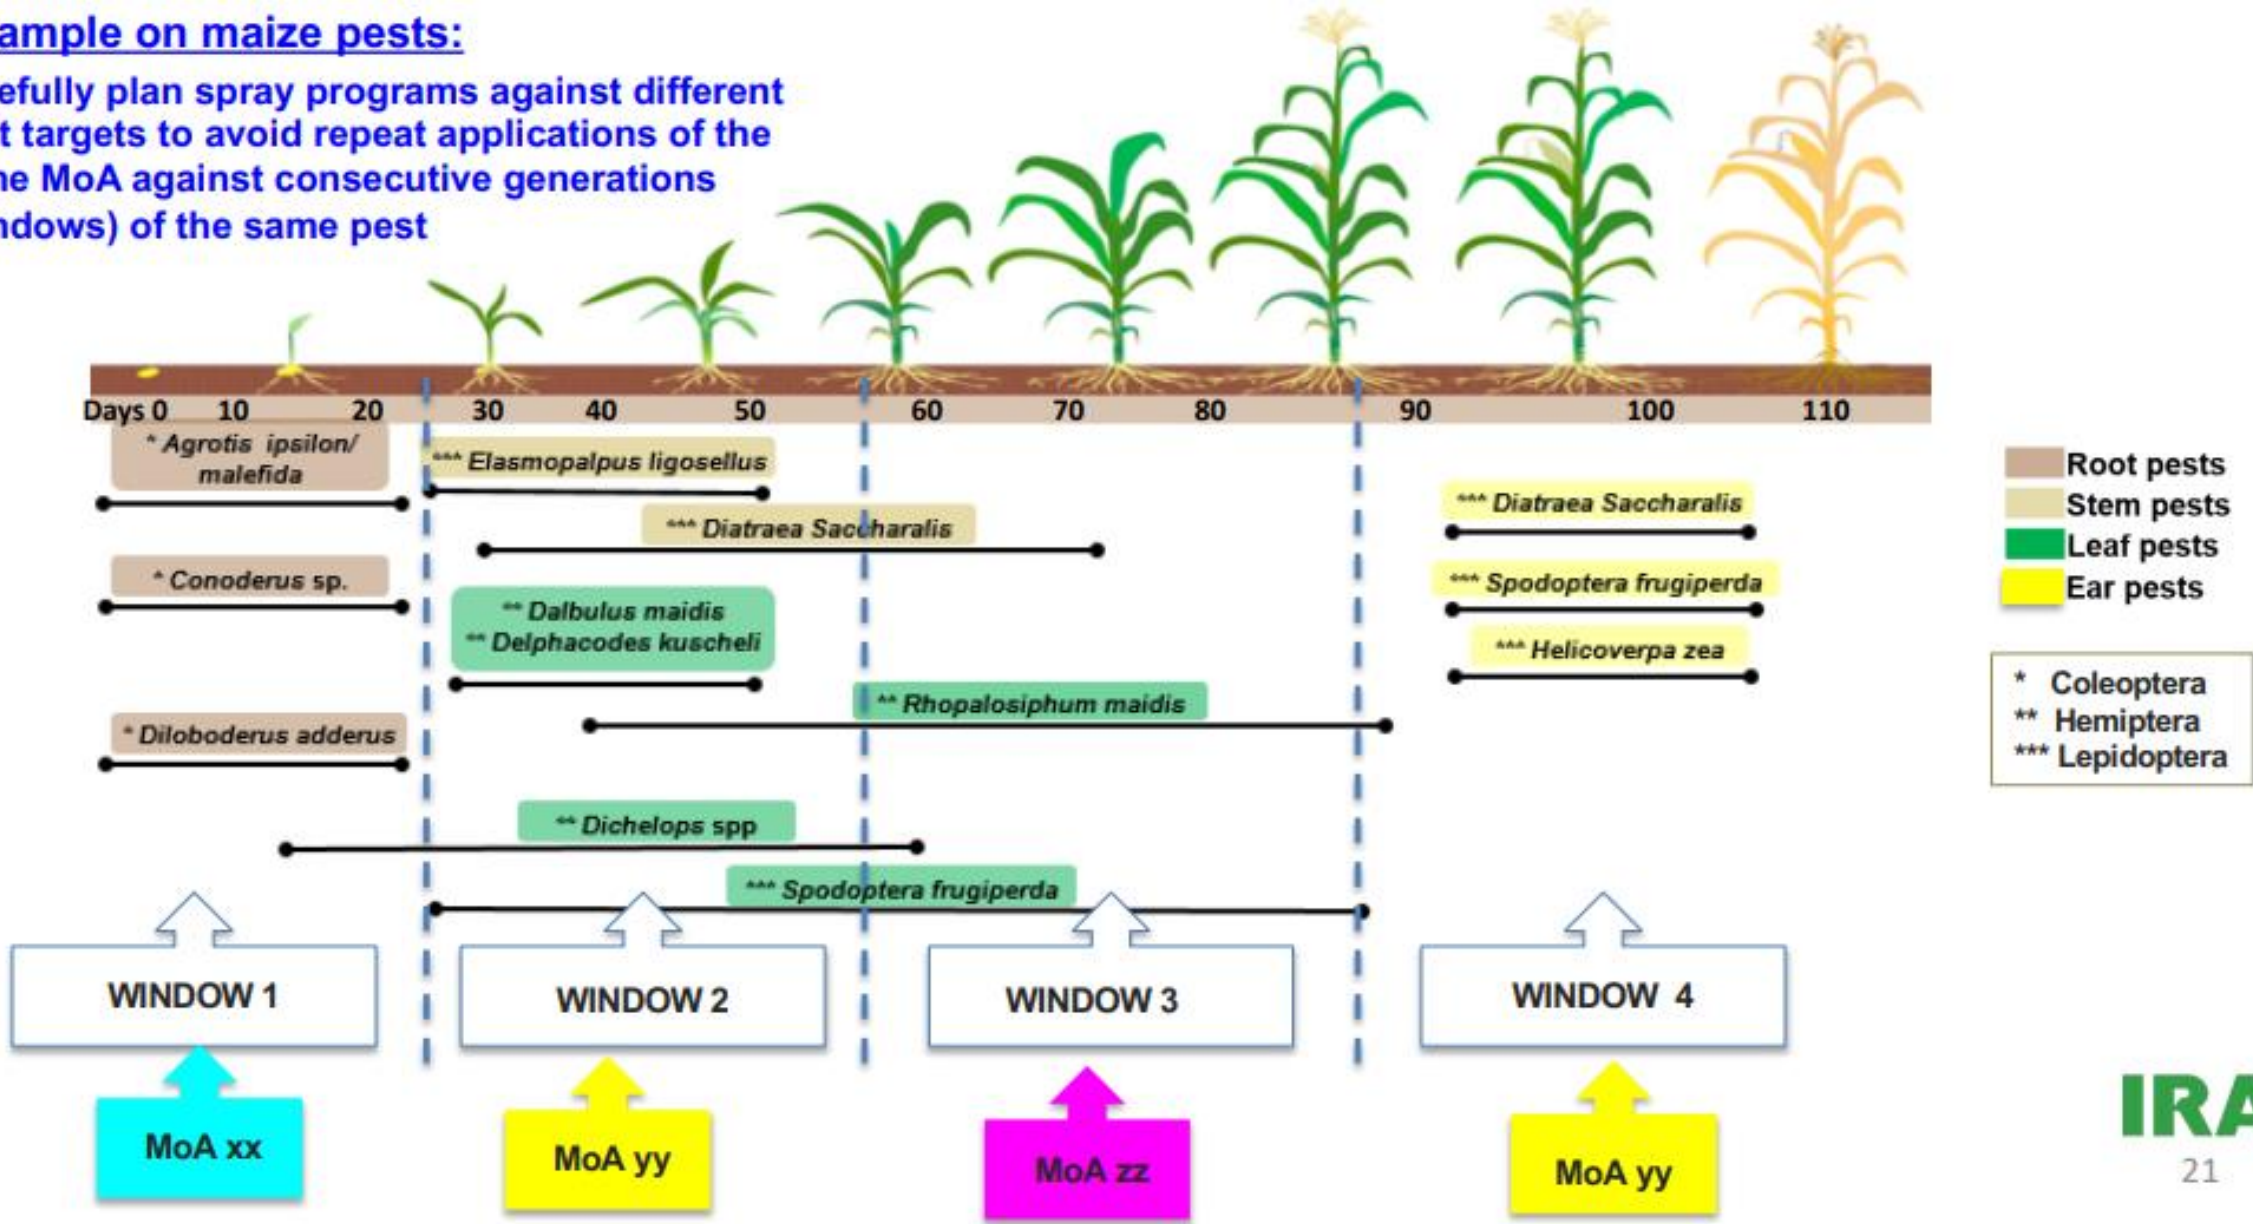 ample on maize pests:
efully plan spray programs against different
t targets to avoid repeat applications of the
ne MoA against consecutive generations
ndows) of the same pest
Days 0 10 20 30 40 50 60 70 80 90 100 110
* Agrotis ipsilon/
malefida
*** Elasmopalpus ligosellus
*** Diatraea Saccharalis
*** Diatraea Saccharalis
* Conoderus sp.
*** Spodoptera frugiperda
** Dalbulus maidis
** Delphacodes kuscheli
*** Helicoverpa zea
** Rhopalosiphum maidis
* Diloboderus adderus
** Dichelops spp
*** Spodoptera frugiperda
Root pests
Stem pests
Leaf pests
Ear pests
* Coleoptera
** Hemiptera
*** Lepidoptera
WINDOW 1
WINDOW 2
WINDOW 3
WINDOW 4
MoA xx
MoA yy
MoA zz
MoA yy
IRA
21